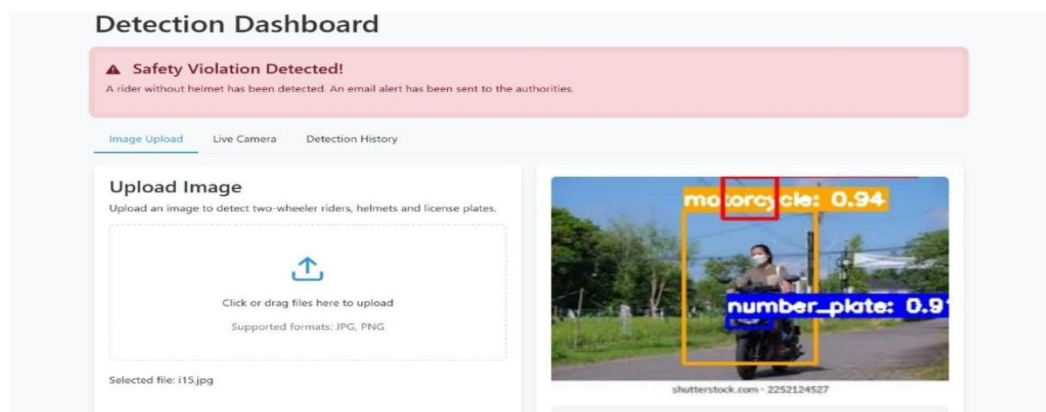 Detection Dashboard
Safety Violation Detected!
A rider without helmet has been detected. An email alert has been sent to the authorities.
Image Upload Live Camera Detection History
Upload Image
Upload an image to detect two-wheeler riders, helmets and license plates.
Click or drag files here to upload
Supported formats: JPG, PNG
Selected file: i15.jpg
motorcycle: 0.94
number_plate: 0.9
shutterstock.com · 2252124527